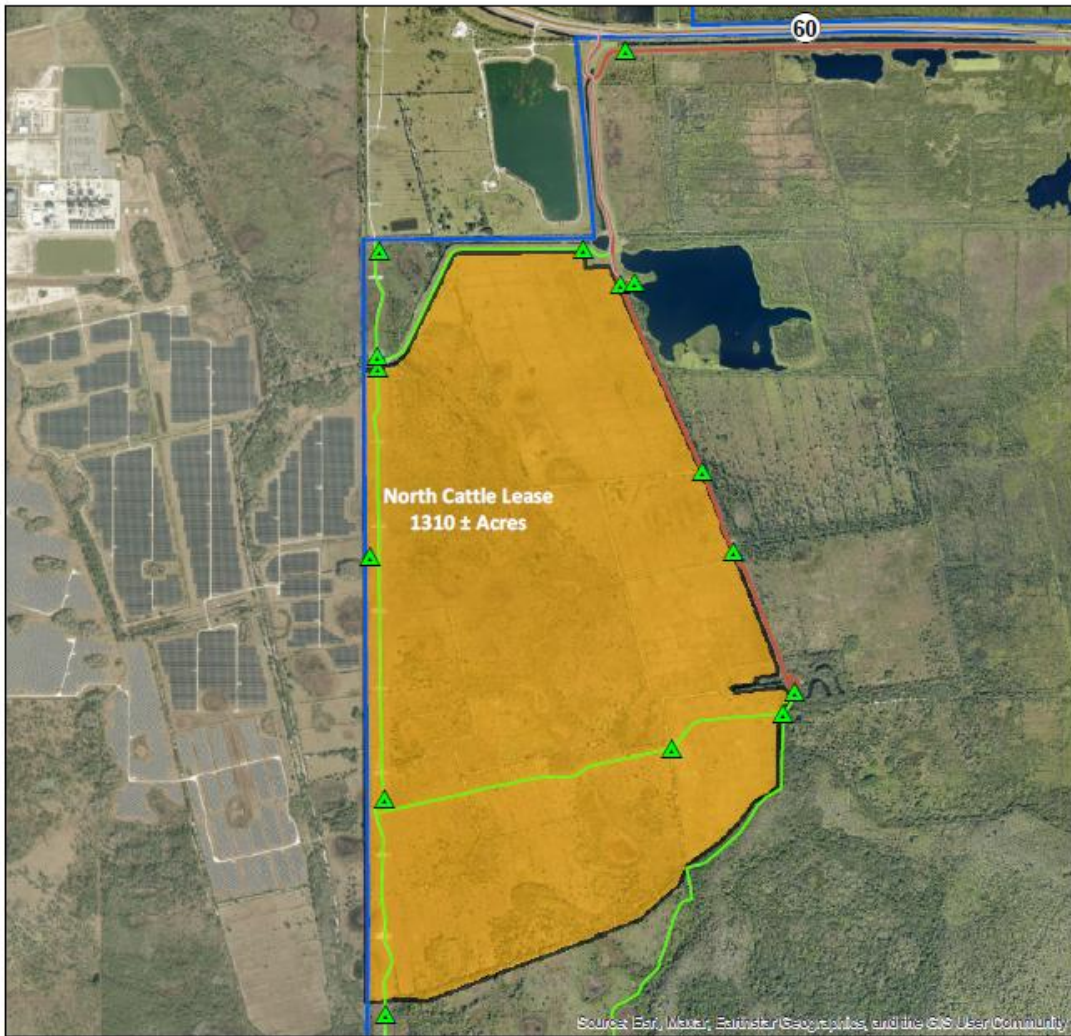 60
North Cattle Lease
1310 ± Acres
Source: Esri, Maxar, Earthstar Geographics, and the GIS User Community